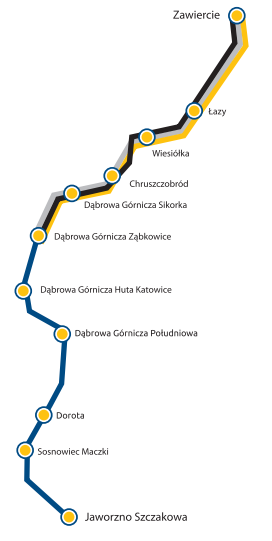 Zawiercie
Łazy
Wiesiółka
Chruszczobród
Dąbrowa Górnicza Sikorka
Dąbrowa Górnicza Ząbkowice
Dąbrowa Górnicza Huta Katowice
Dąbrowa Górnicza Południowa
Dorota
Sosnowiec Maczki
Jaworzno Szczakowa